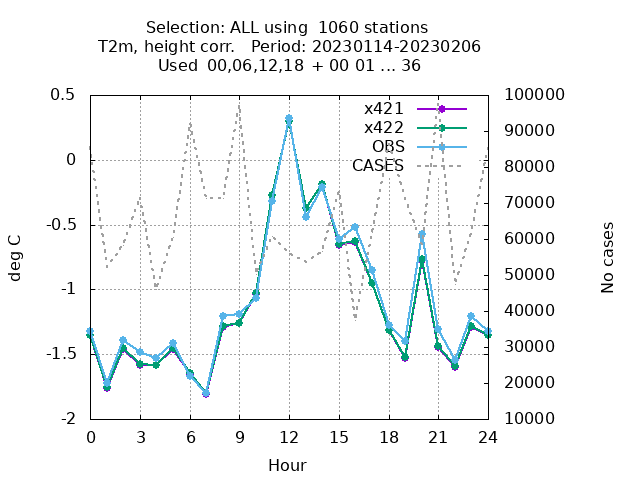 Selection: ALL using  1060 stations
T2m, height corr.   Period: 20230114-20230206
Used  00,06,12,18  + 00 01 ... 36
0.5
0
-0.5
-1
-1.5
-2
deg C
100000
90000
80000
70000
60000
50000
40000
30000
20000
10000
No cases
x421
x422
OBS
CASES
0 3 6 9 12 15 18 21 24
Hour